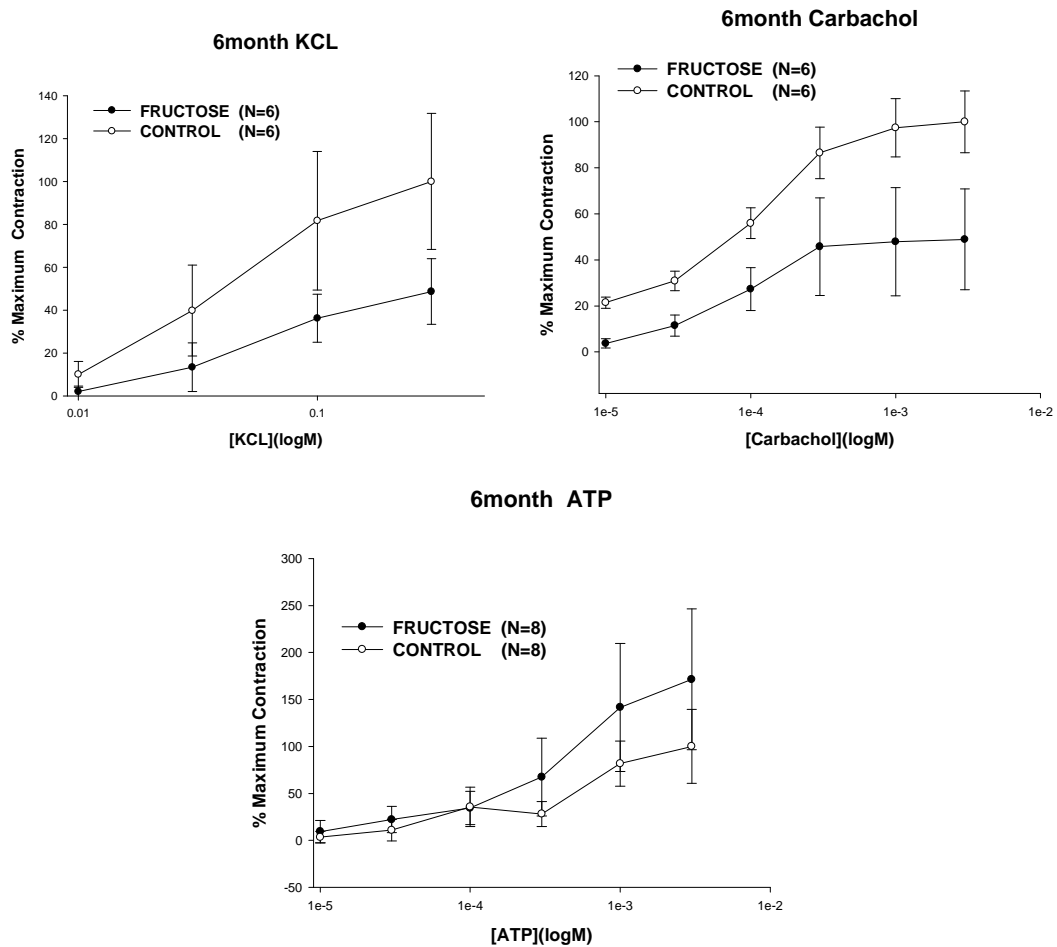 6month KCL
FRUCTOSE (N=6)
CONTROL (N=6)
% Maximum Contraction
140
120
100
80
60
40
20
0
0.01
0.1
[KCL](logM)
6month Carbachol
FRUCTOSE (N=6)
CONTROL (N=6)
% Maximum Contraction
120
100
80
60
40
20
0
1e-5
1e-4
1e-3
1e-2
[Carbachol](logM)
6month ATP
FRUCTOSE (N=8)
CONTROL (N=8)
% Maximum Contraction
300
250
200
150
100
50
0
-50
1e-5
1e-4
1e-3
1e-2
[ATP](logM)